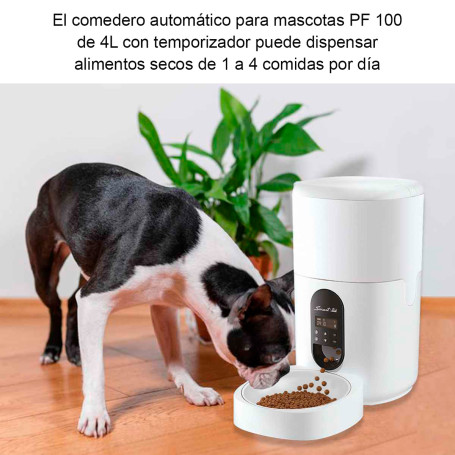 El comedero automático para mascotas PF 100
de 4L con temporizador puede dispensar
alimentos secos de 1 a 4 comidas por día